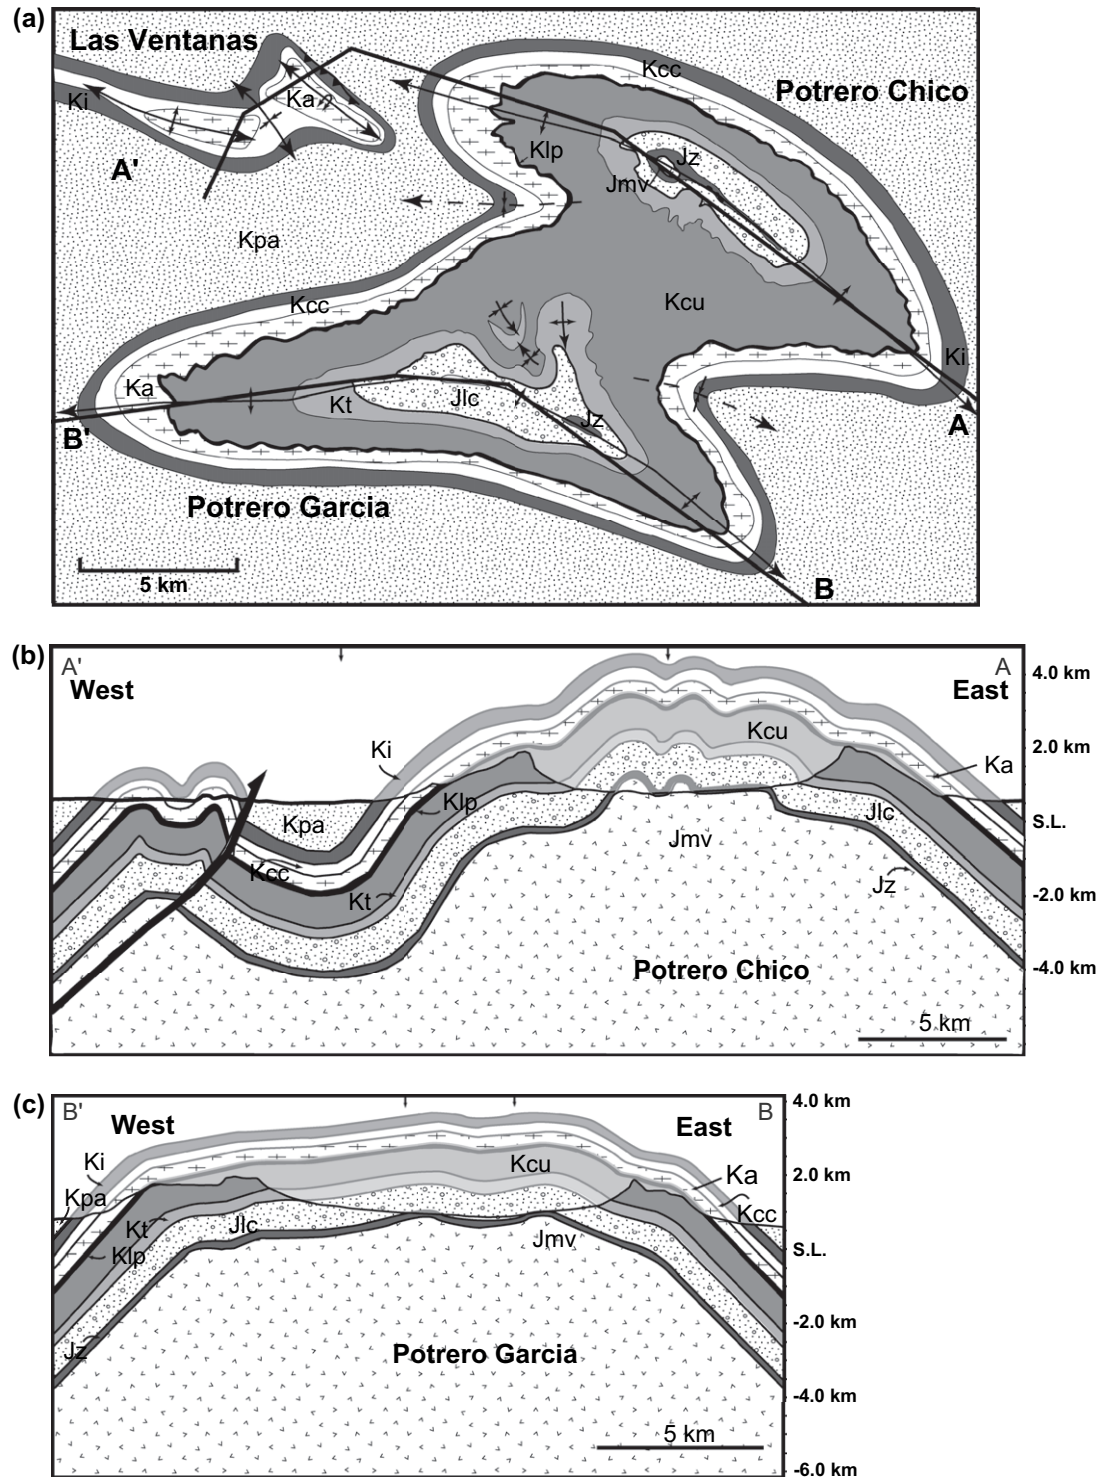 (a)
Las Ventanas
Kcc
Potrero Chico
Ki
Ka
Klp
Jz
Jmv
A'
Kpa
Kcc
Kcu
Ki
Ka
Kt
Jlc
Jz
A
B'
Potrero Garcia
5 km
B
(b)
A'
A
West
East
4.0 km
Ki
Kcu
2.0 km
Ka
Klp
Kpa
Jlc
S.L.
Jmv
Kcc
Kt
Jz
-2.0 km
Potrero Chico
-4.0 km
5 km
(c)
B'
B
4.0 km
West
East
Ki
Kcu
Ka
2.0 km
Kpa
Kcc
Kt
Jlc
Jmv
Klp
S.L.
-2.0 km
Jz
Potrero Garcia
-4.0 km
5 km
-6.0 km